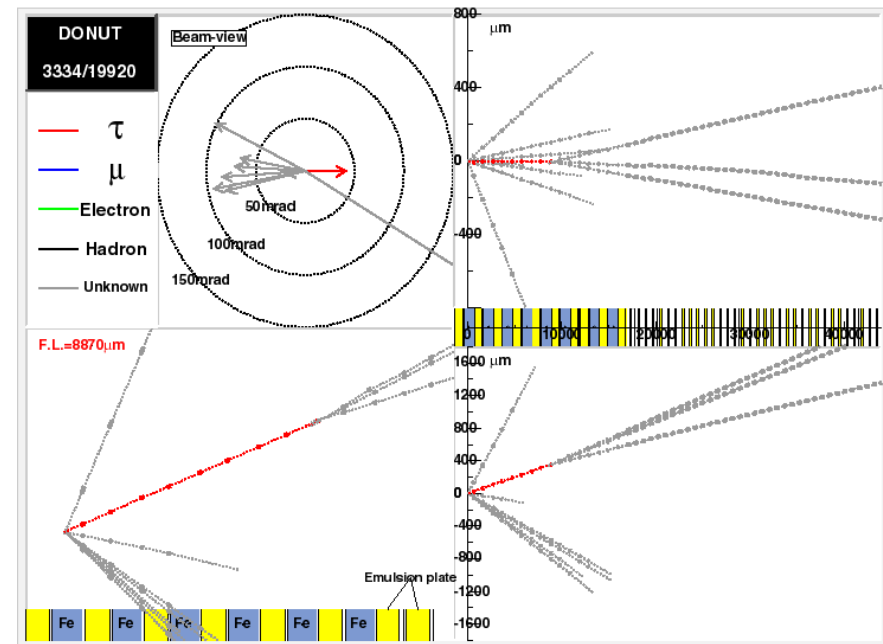 DONUT
3334/19920
τ
μ
Electron
Hadron
Unknown
Beam-view
50mrad
100mrad
150mrad
800
μm
400
0
-400
0
10000
20000
30000
40000
F.L.=8870μm
Emulsion plate
Fe
Fe
Fe
Fe
Fe
Fe
1600
μm
1200
800
400
0
-400
-800
-1200
-1600